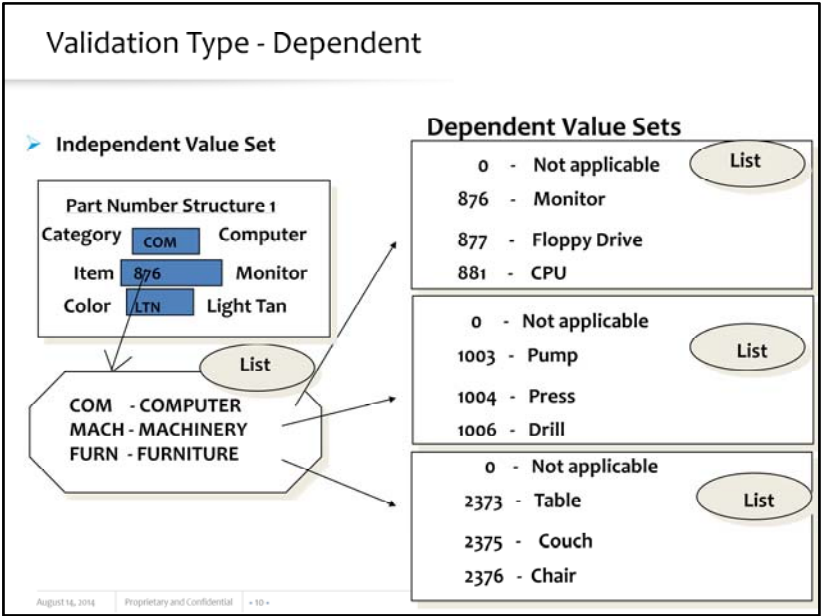 Validation Type - Dependent
Independent Value Set
Part Number Structure 1
Category COM Computer
Item 876 Monitor
Color LTN Light Tan
List
COM - COMPUTER
MACH - MACHINERY
FURN - FURNITURE
Dependent Value Sets
List
0 - Not applicable
876 - Monitor
877 - Floppy Drive
881 - CPU
0 - Not applicable
List
1003 - Pump
1004 - Press
1006 - Drill
0 - Not applicable
List
2373 - Table
2375 - Couch
2376 - Chair
August 14, 2014 Proprietary and Confidential • 10 •